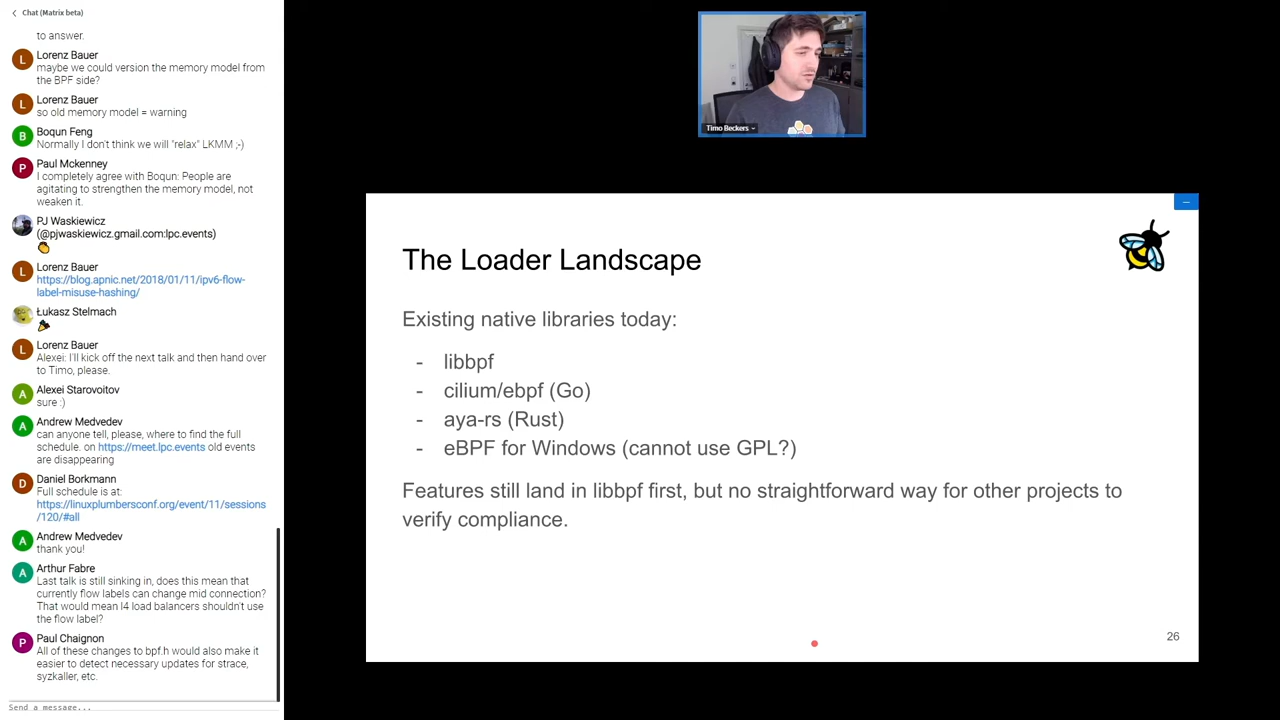 Chat (Matrix beta)
to answer.
Lorenz Bauer
maybe we could version the memory model from
the BPF side?
Lorenz Bauer
so old memory model = warning
Boqun Feng
Normally I don't think we will "relax" LKMM ;-)
Paul Mckenney
I completely agree with Boqun: People are
agitating to strengthen the memory model, not
weaken it.
PJ Waskiewicz
(@pjwaskiewicz.gmail.com:lpc.events)
Lorenz Bauer
https://blog.apnic.net/2018/01/11/ipv6-flow-
label-misuse-hashing/
Łukasz Stelmach
Lorenz Bauer
Alexei: I'll kick off the next talk and then hand over
to Timo, please.
Alexei Starovoitov
sure :)
Andrew Medvedev
can anyone tell, please, where to find the full
schedule. on https://meet.lpc.events old events
are disappearing
Daniel Borkmann
Full schedule is at:
https://linuxplumbersconf.org/event/11/sessions
/120/#all
Andrew Medvedev
thank you!
Arthur Fabre
Last talk is still sinking in, does this mean that
currently flow labels can change mid connection?
That would mean l4 load balancers shouldn't use
the flow label?
Paul Chaignon
All of these changes to bpf.h would also make it
easier to detect necessary updates for strace,
syzkaller, etc.
Send a message...
L
L
B
P
L
L
A
A
D
A
A
P
Timo Beckers
The Loader Landscape
Existing native libraries today:
- libbpf
- cilium/ebpf (Go)
- aya-rs (Rust)
- eBPF for Windows (cannot use GPL?)
Features still land in libbpf first, but no straightforward way for other projects to
verify compliance.
26